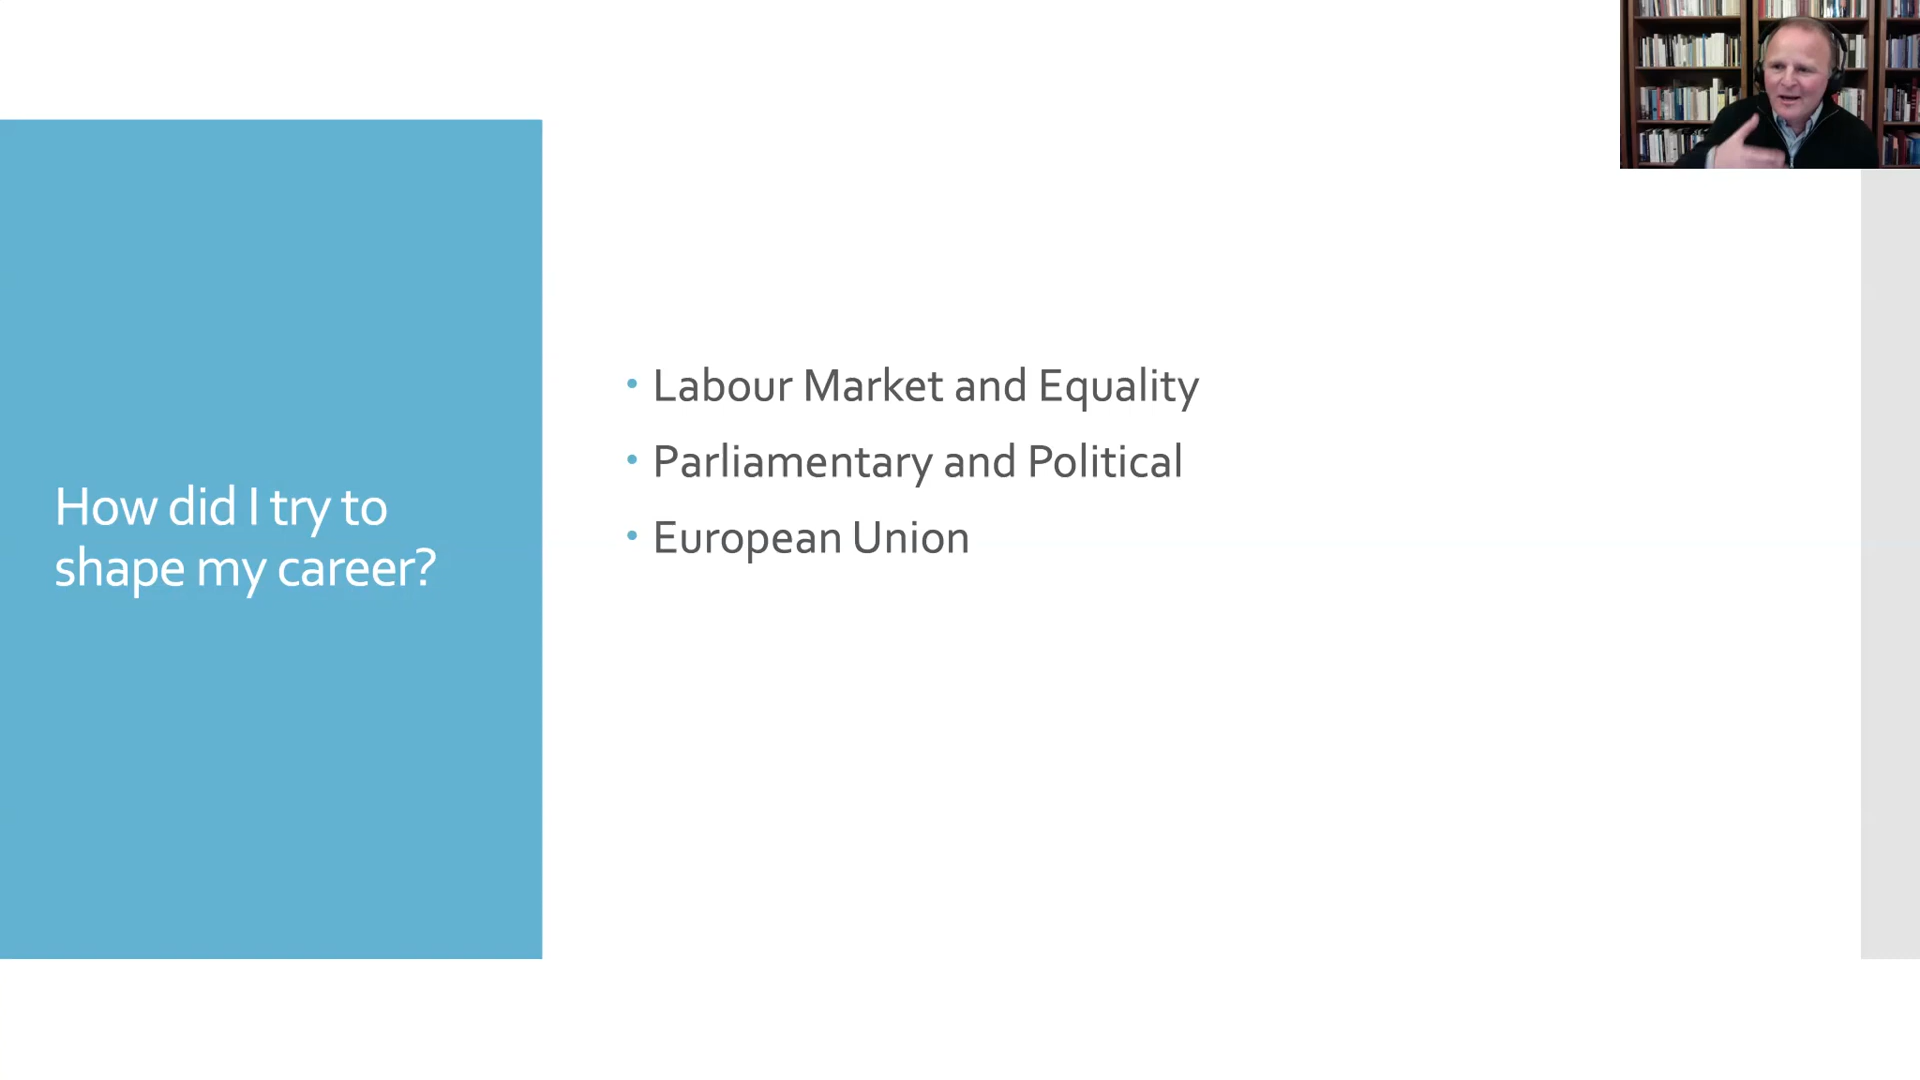 How did I try to
shape my career?
• Labour Market and Equality
• Parliamentary and Political
• European Union